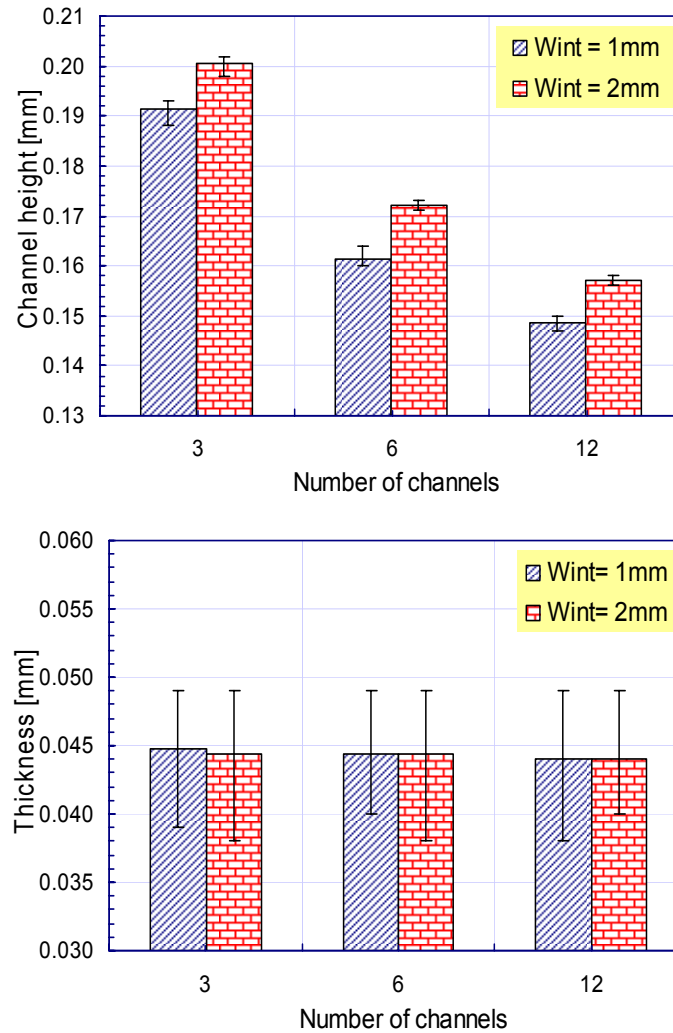 0.21
0.20
0.19
0.18
0.17
0.16
0.15
0.14
0.13
Channel height [mm]
Wint = 1mm
Wint = 2mm
3 6 12
Number of channels
0.060
0.055
0.050
0.045
0.040
0.035
0.030
Thickness [mm]
Wint= 1mm
Wint= 2mm
3 6 12
Number of channels